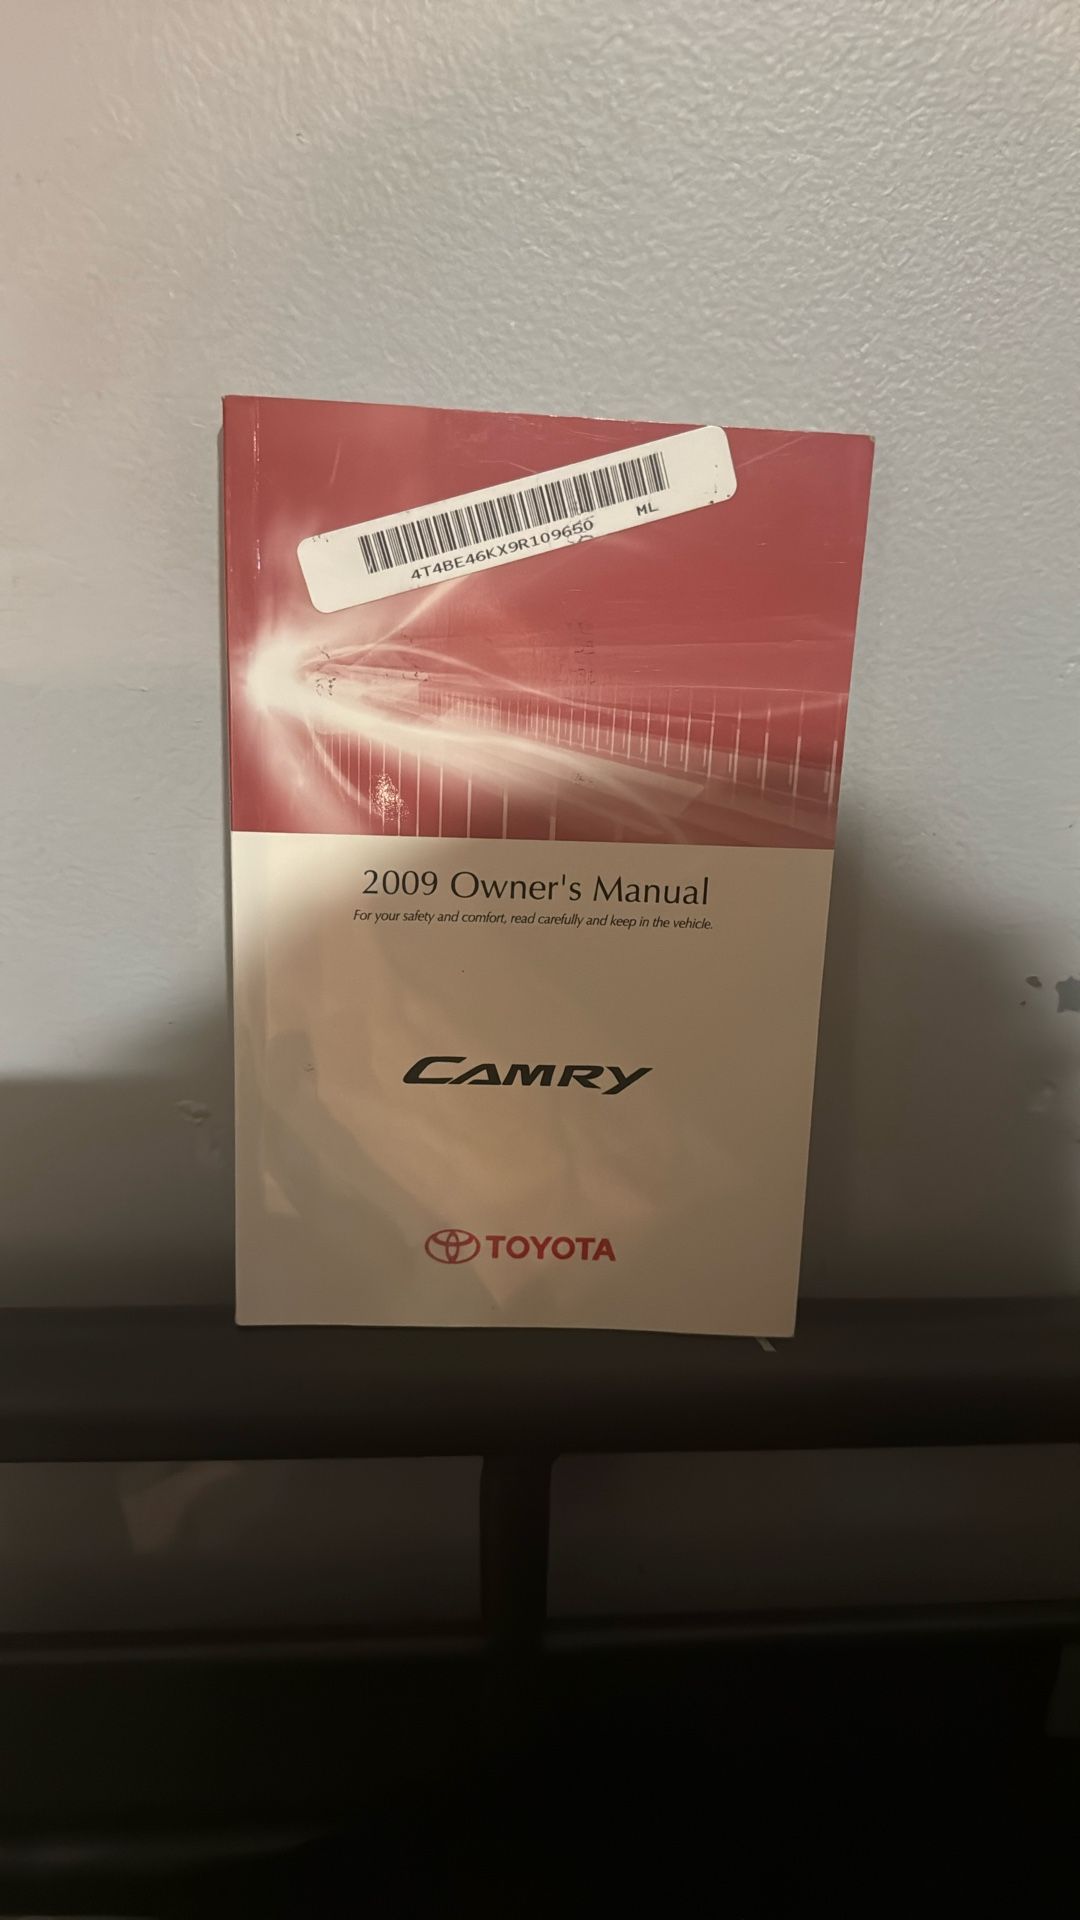 4T4BE46KX9R109650 ML
2009 Owner's Manual
For your safety and comfort, read carefully and keep in the vehicle.
CAMRY
TOYOTA